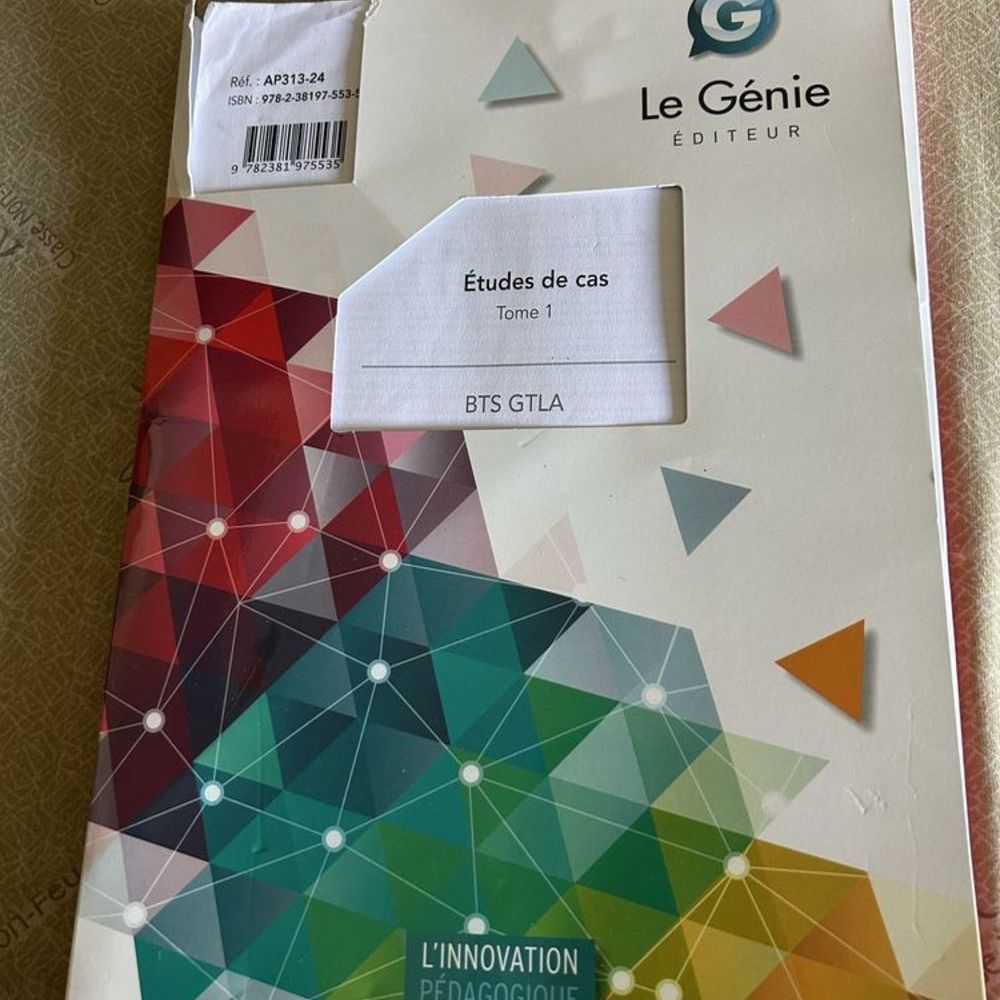 Réf. : AP313-24
ISBN : 978-2-38197-553-5
9 782381 975535
G
Le Génie
ÉDITEUR
Études de cas
Tome 1
BTS GTLA
L'INNOVATION
PÉDAGOGIQUE